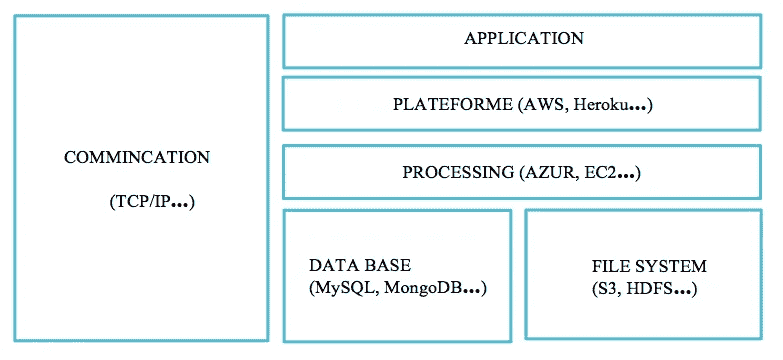 COMMINCATION
(TCP/IP...)
APPLICATION
PLATEFORME (AWS, Heroku...)
PROCESSING (AZUR, EC2...)
DATA BASE
(MySQL, MongoDB...)
FILE SYSTEM
(S3, HDFS...)